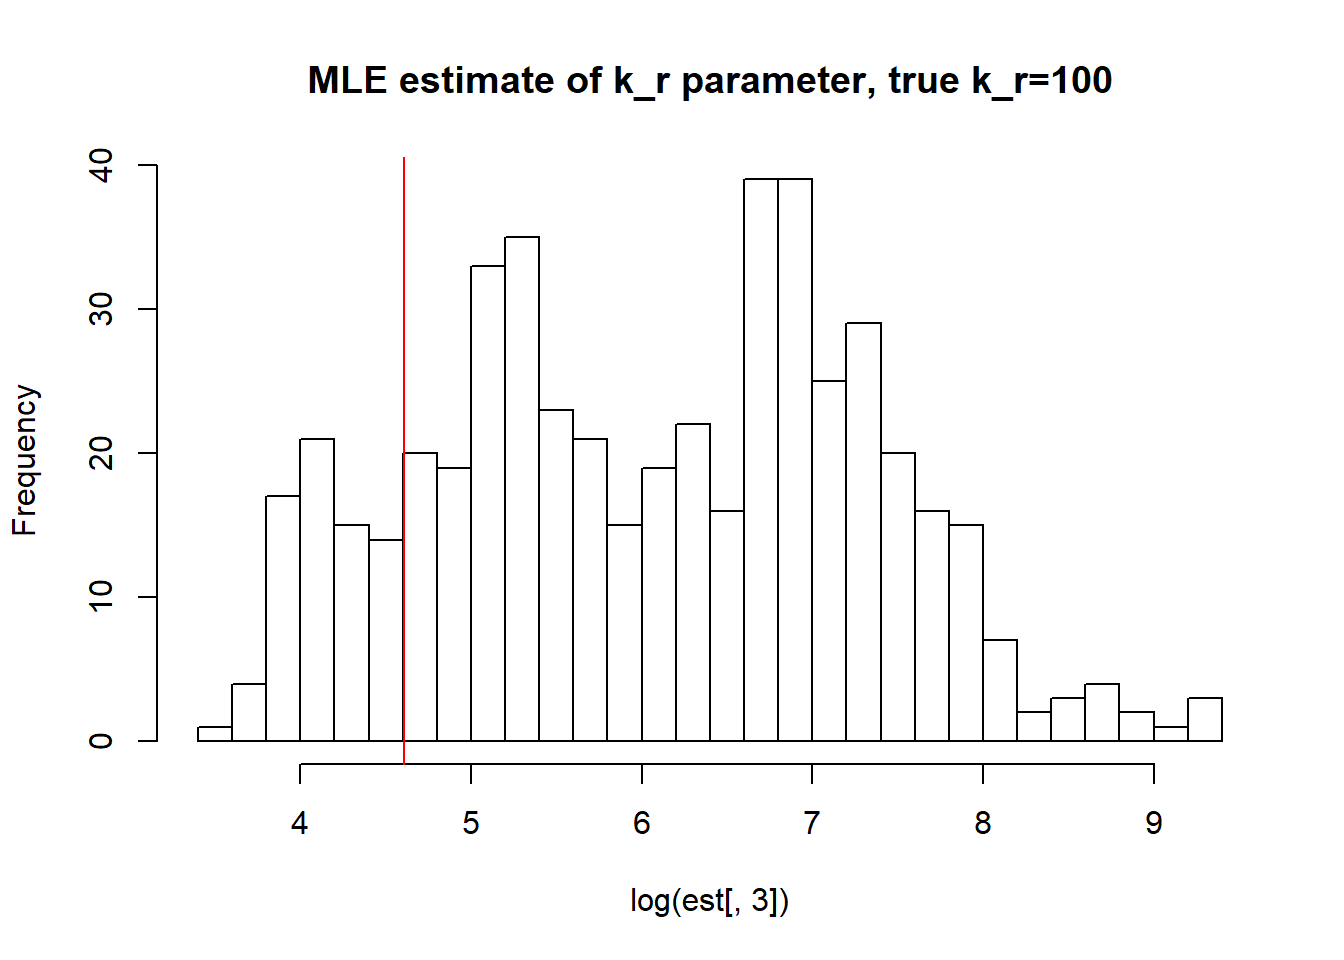 MLE estimate of k_r parameter, true k_r=100
40
30
20
10
0
Frequency
4 5 6 7 8 9
log(est[, 3])